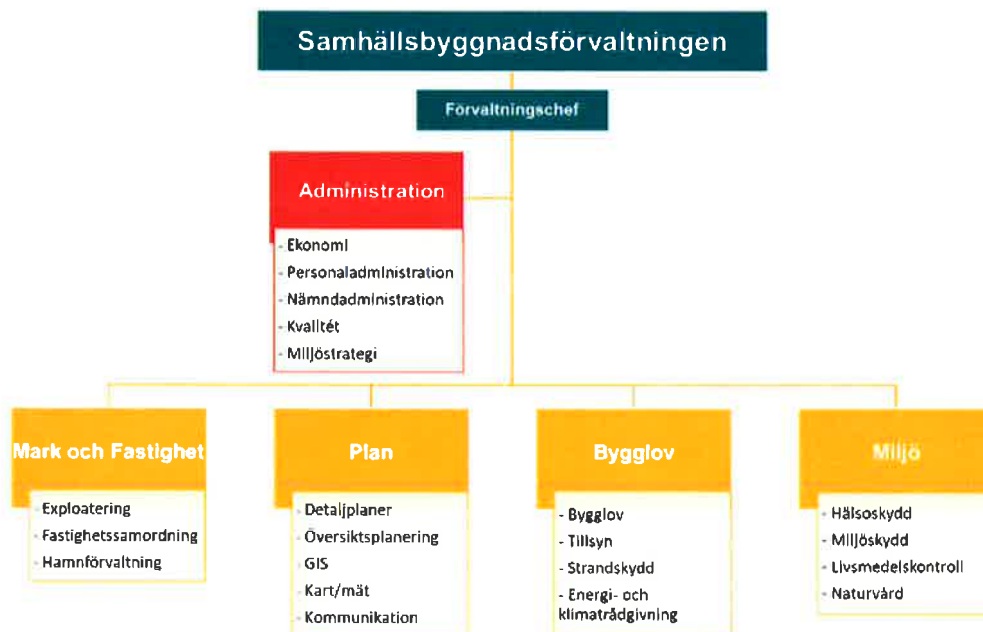 Samhällsbyggnadsförvaltningen
Förvaltningschef
Administration
- Ekonomi
- Personaladministration
- Nämndadministration
- Kvalitét
- Miljöstrategi
Mark och Fastighet
- Exploatering
- Fastighetssamordning
- Hamnförvaltning
Plan
- Detaljplaner
- Översiktsplanering
- GIS
- Kart/mät
- Kommunikation
Bygglov
- Bygglov
- Tillsyn
- Strandskydd
- Energi- och
klimatrådgivning
Miljö
- Hälsoskydd
- Miljöskydd
- Livsmedelskontroll
- Naturvård